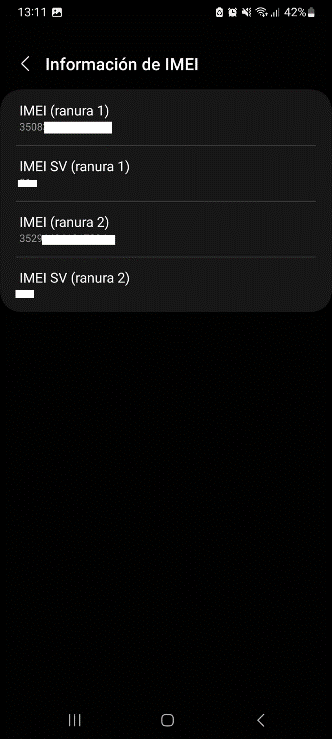 13:11 42%
Información de IMEI
IMEI (ranura 1)
3508
IMEI SV (ranura 1)
IMEI (ranura 2)
3529
IMEI SV (ranura 2)